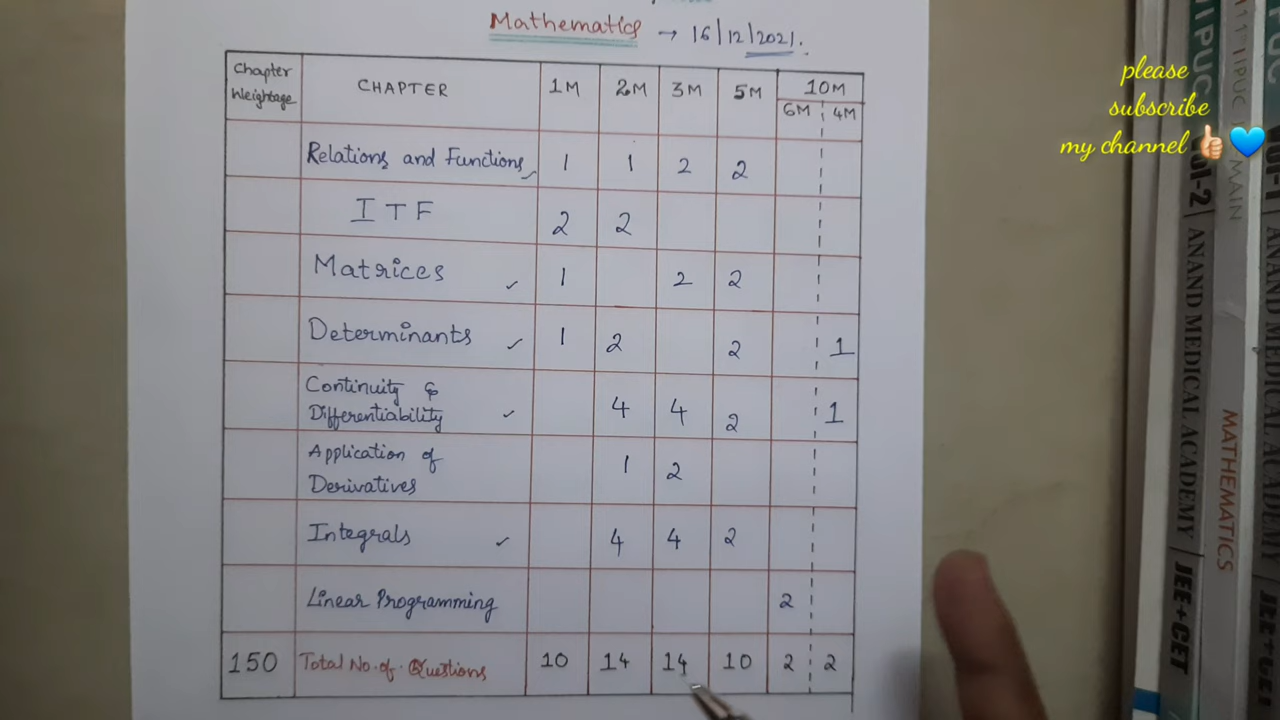 Mathematics → 16/12/2021.
Chapter Weightage CHAPTER 1M 2M 3M 5M 10M
6M 4M
Relations and Functions 1 1 2 2
ITF 2 2
Matrices 1 2 2
Determinants 1 2 2 1
Continuity &
Differentiability 4 4 2 1
Application of
Derivatives 1 2
Integrals 4 4 2
Linear Programming 2
150 Total No. of Questions 10 14 14 10 2 2
please
subscribe
my channel 👍🏻💙
ANAND MEDICAL ACADEMY
JEE+CET
MATHEMATICS
ANAND MEDICAL ACADEMY